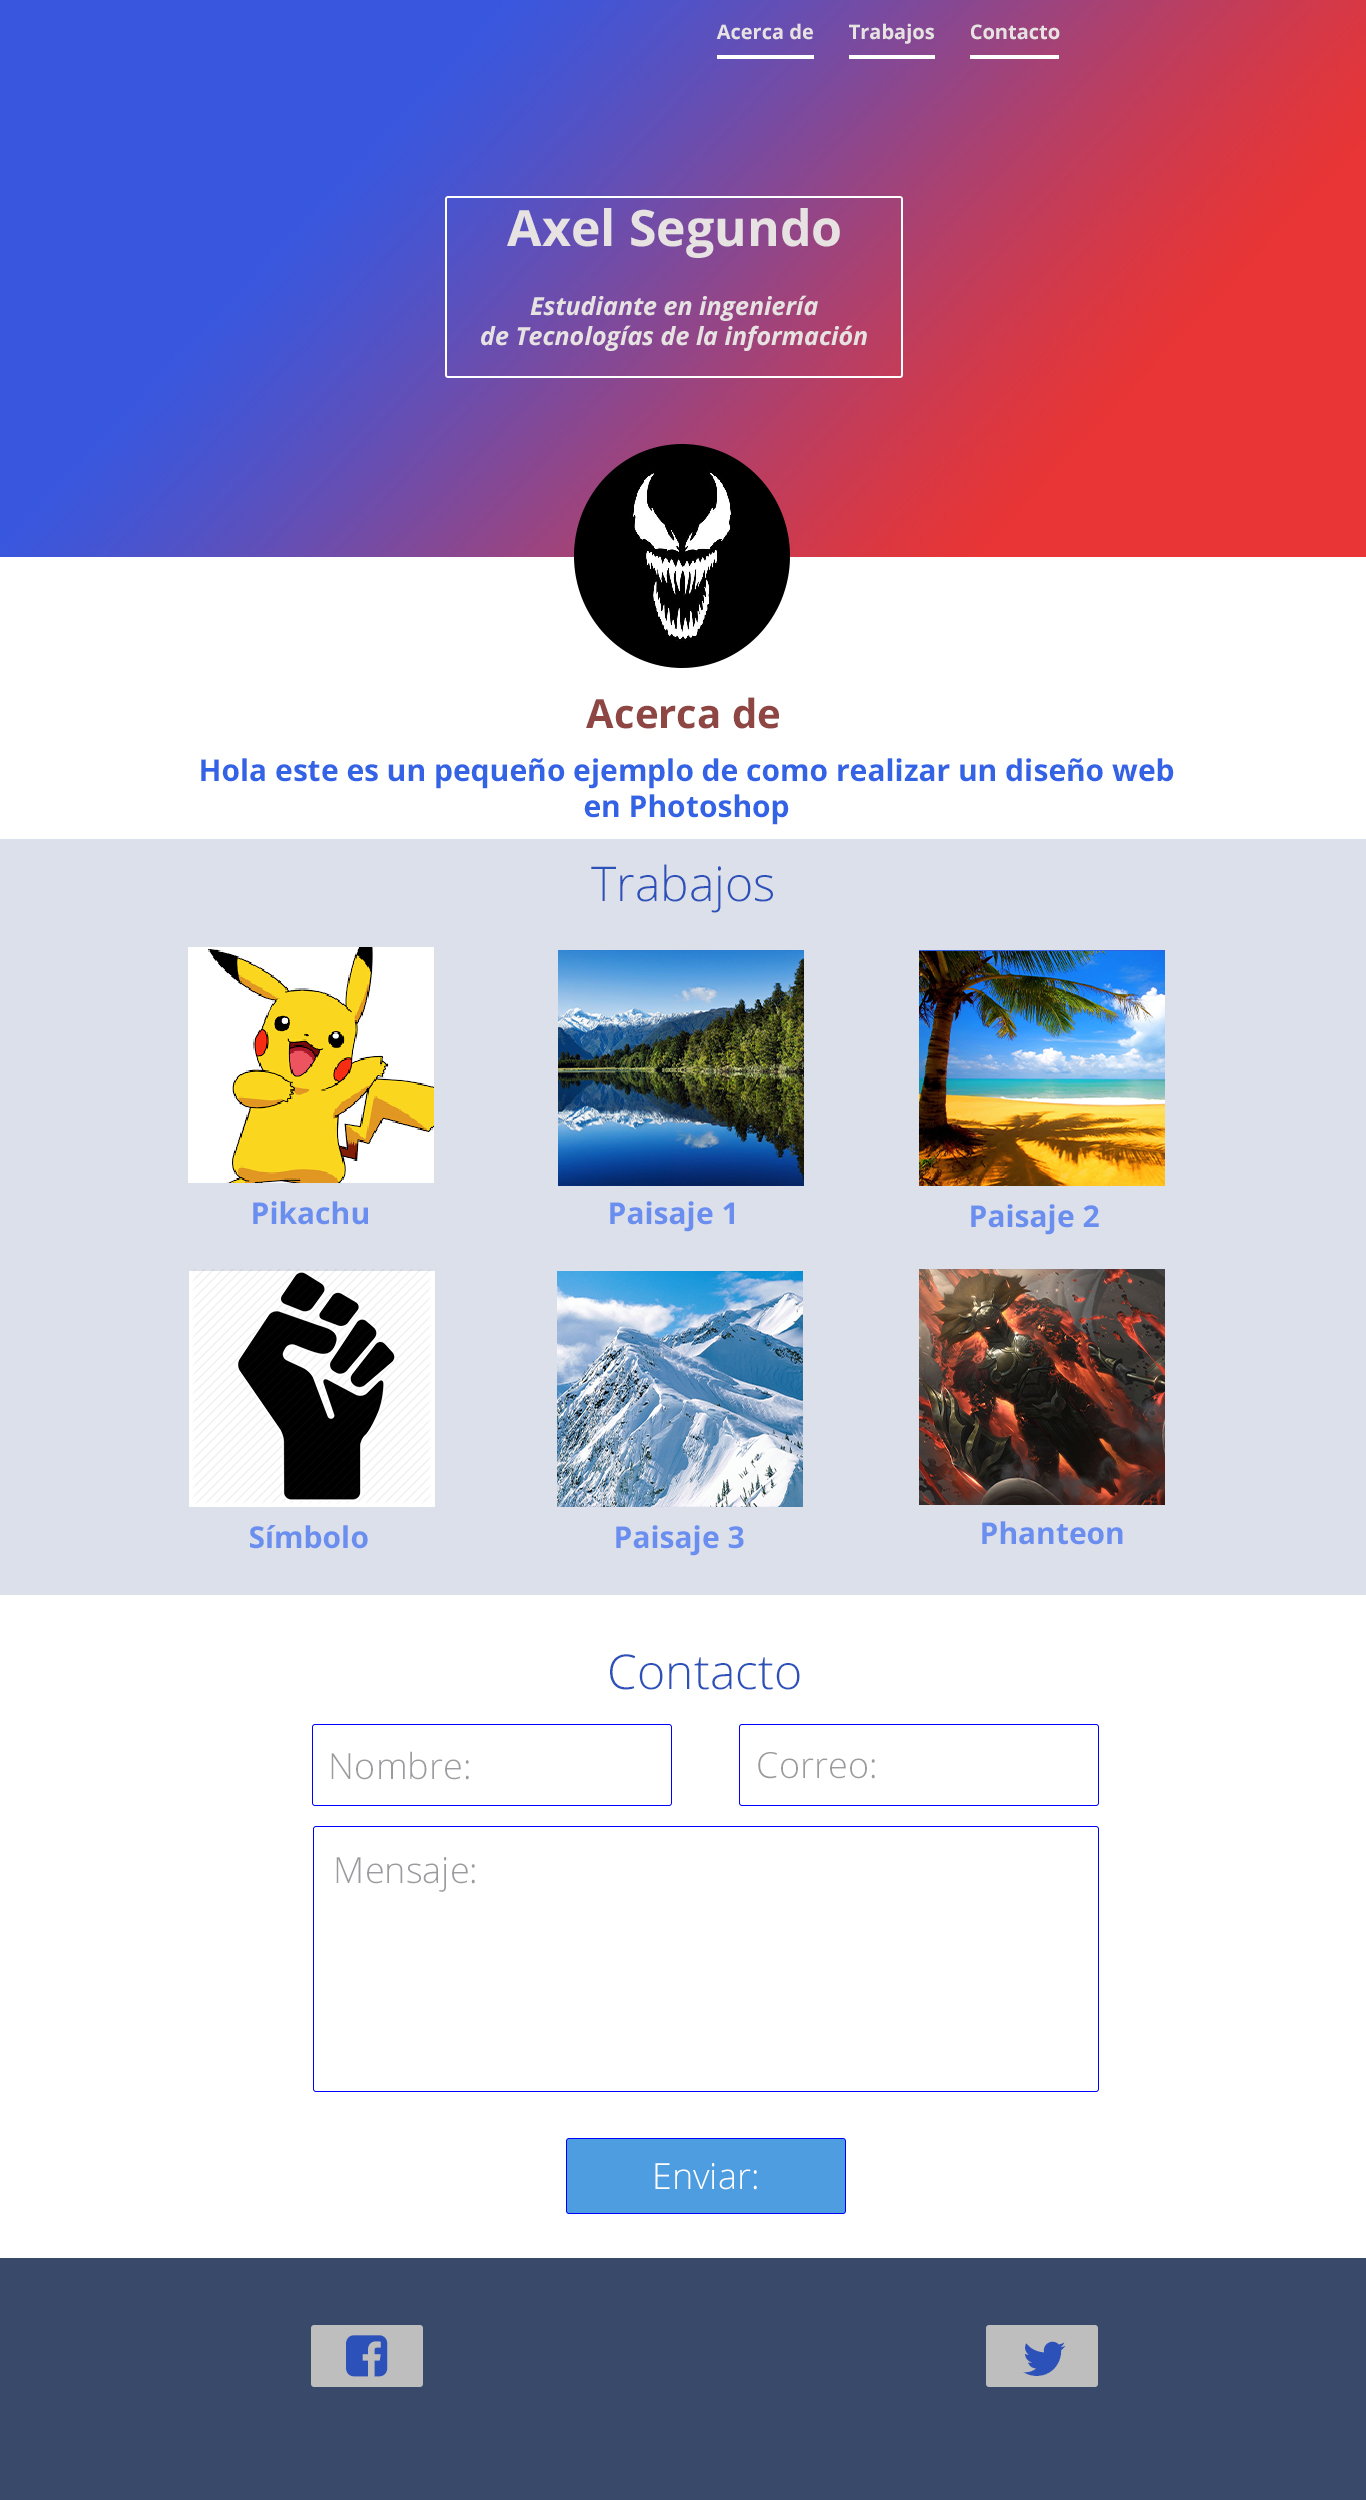 Acerca de
Trabajos
Contacto
Axel Segundo
Estudiante en ingeniería
de Tecnologías de la información
Acerca de
Hola este es un pequeño ejemplo de como realizar un diseño web
en Photoshop
Trabajos
Pikachu
Paisaje 1
Paisaje 2
Símbolo
Paisaje 3
Phanteon
Contacto
Nombre:
Correo:
Mensaje:
Enviar: